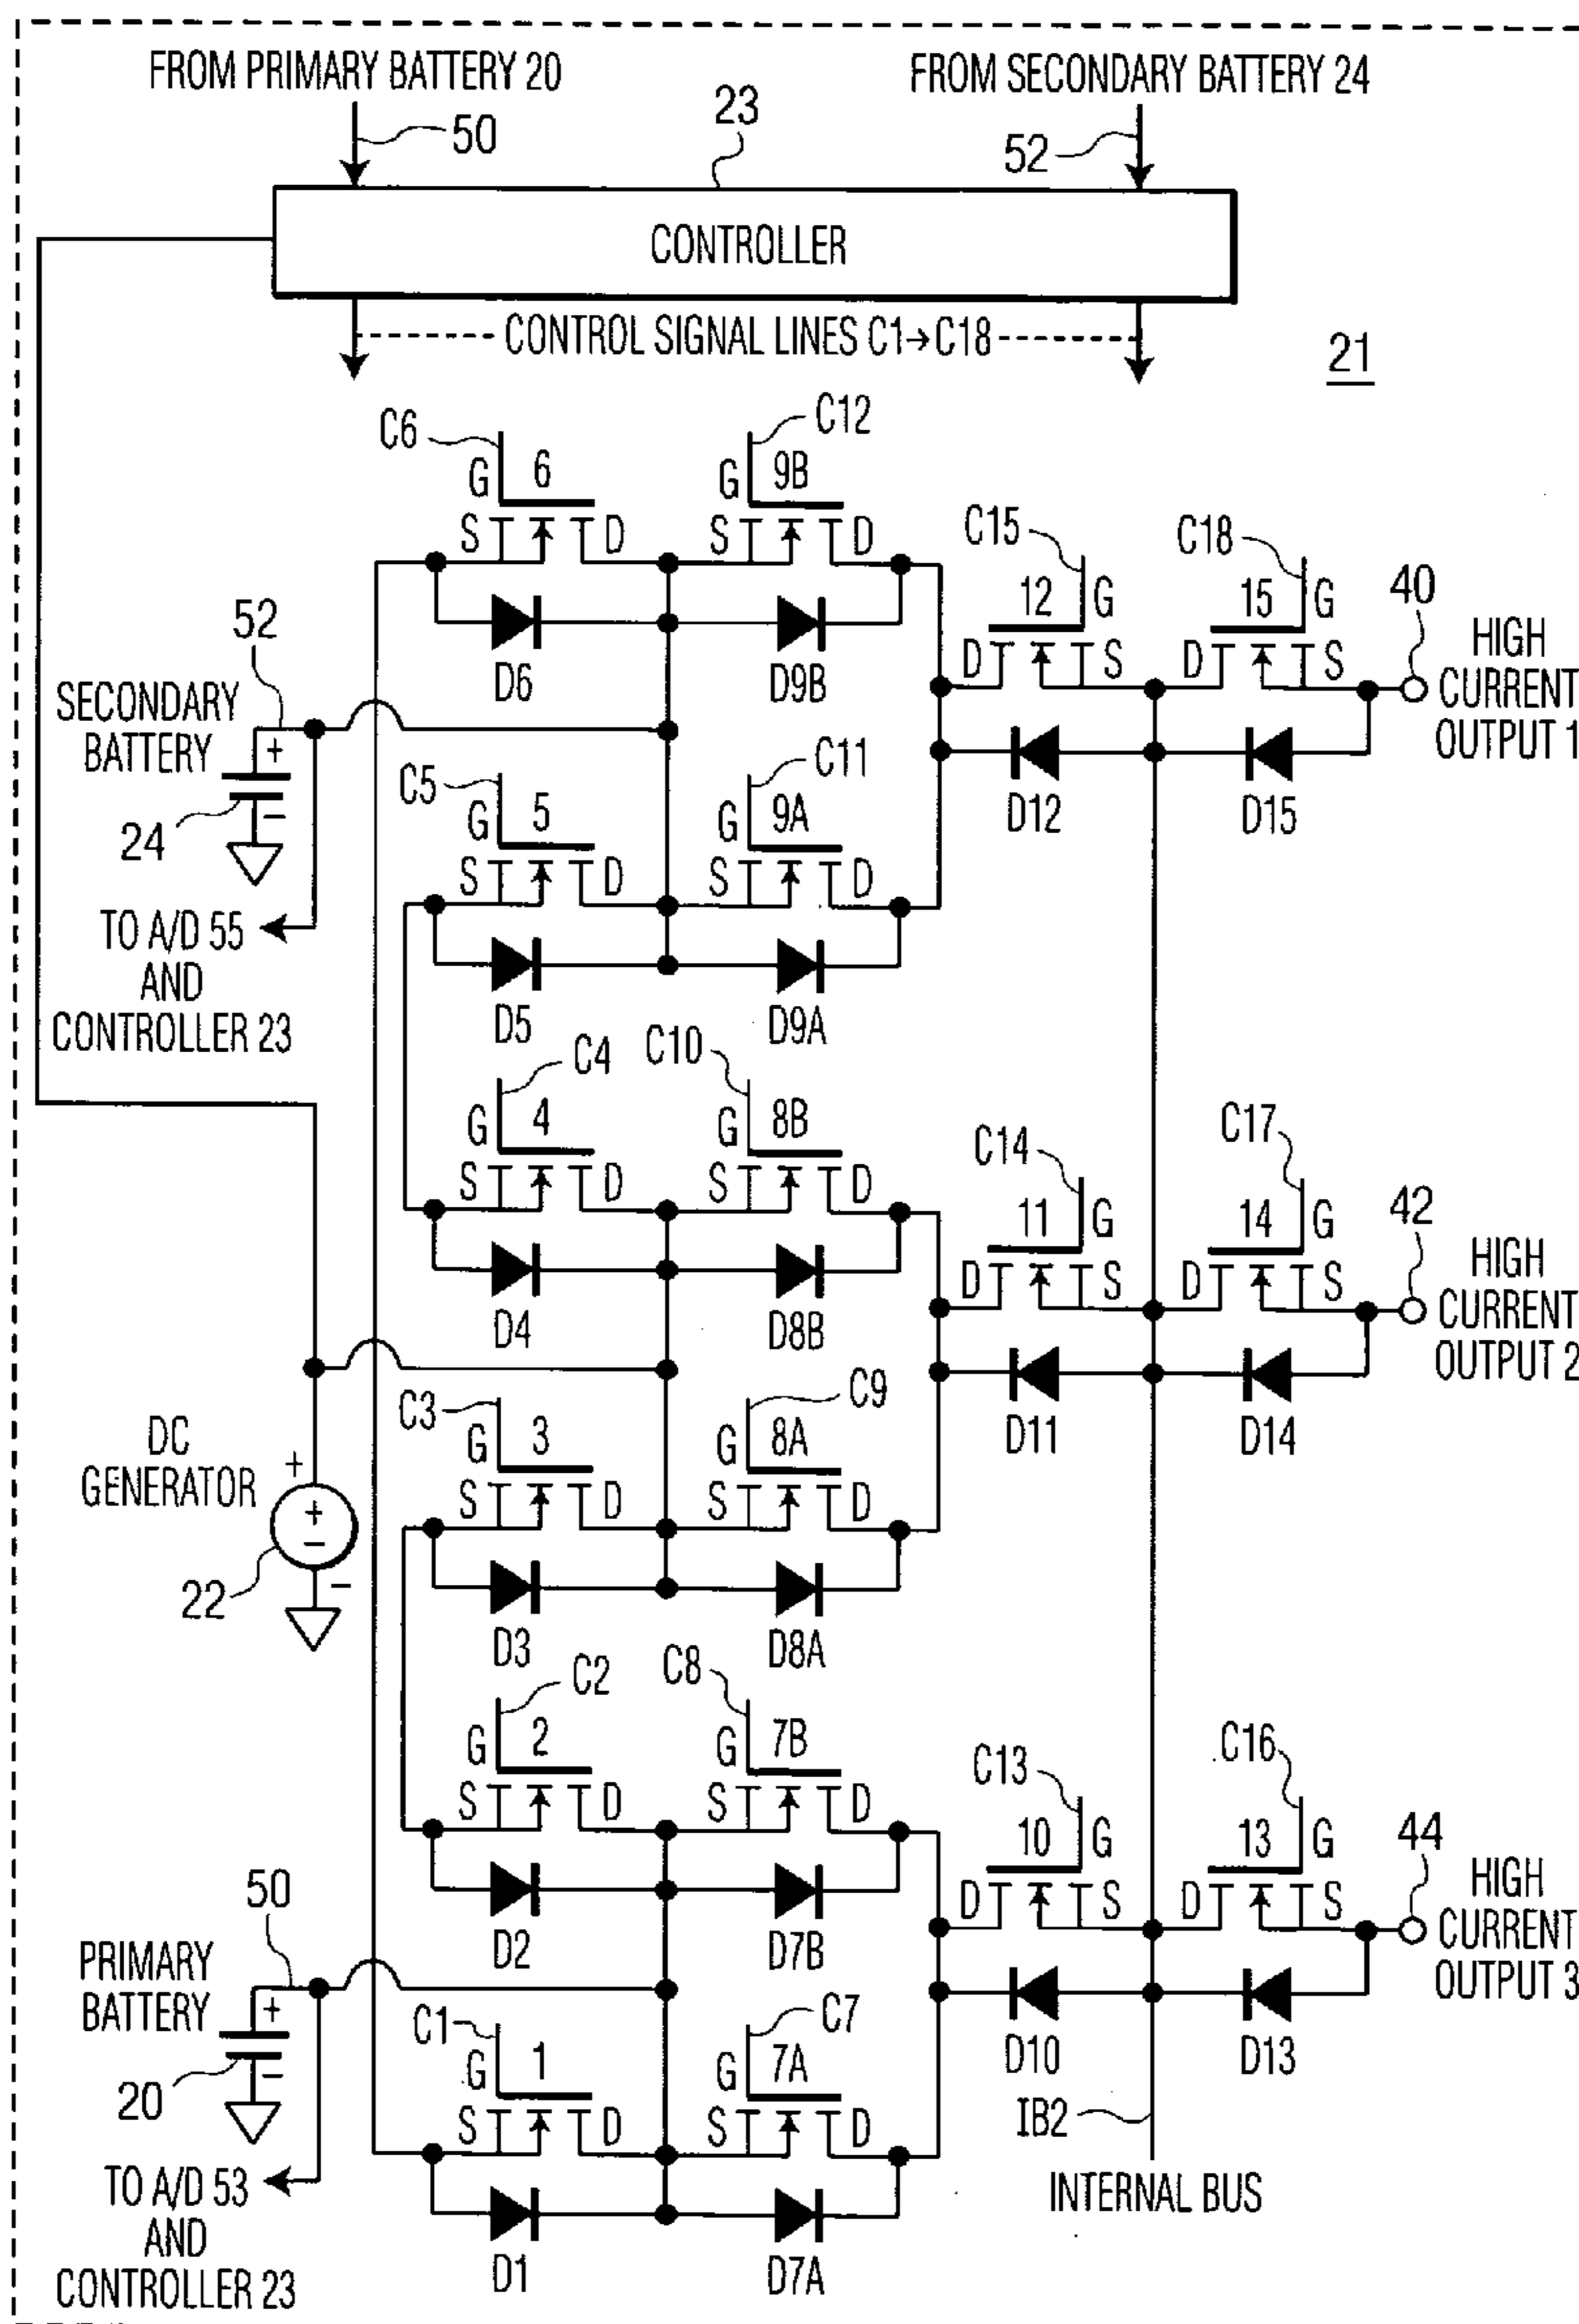 FROM PRIMARY BATTERY 20
FROM SECONDARY BATTERY 24
50
23
52
CONTROLLER
CONTROL SIGNAL LINES C1→C18
21
C6
G
6
S
D
D6
C12
G
9B
S
D
D9B
C15
12
G
D
S
D12
C18
15
G
D
S
D15
40
HIGH
CURRENT
OUTPUT 1
52
SECONDARY
BATTERY
+
-
24
TO A/D 55
AND
CONTROLLER 23
C5
G
5
S
D
D5
C11
G
9A
S
D
D9A
C4
G
4
S
D
D4
C10
G
8B
S
D
D8B
C14
11
G
D
S
D11
C17
14
G
D
S
D14
42
HIGH
CURRENT
OUTPUT 2
DC
GENERATOR
+
+
-
-
22
C3
G
3
S
D
D3
C9
G
8A
S
D
D8A
C2
G
2
S
D
D2
C8
G
7B
S
D
D7B
C13
10
G
D
S
D10
C16
13
G
D
S
D13
44
HIGH
CURRENT
OUTPUT 3
50
PRIMARY
BATTERY
+
-
20
TO A/D 53
AND
CONTROLLER 23
C1
G
1
S
D
D1
C7
G
7A
S
D
D7A
IB2
INTERNAL BUS